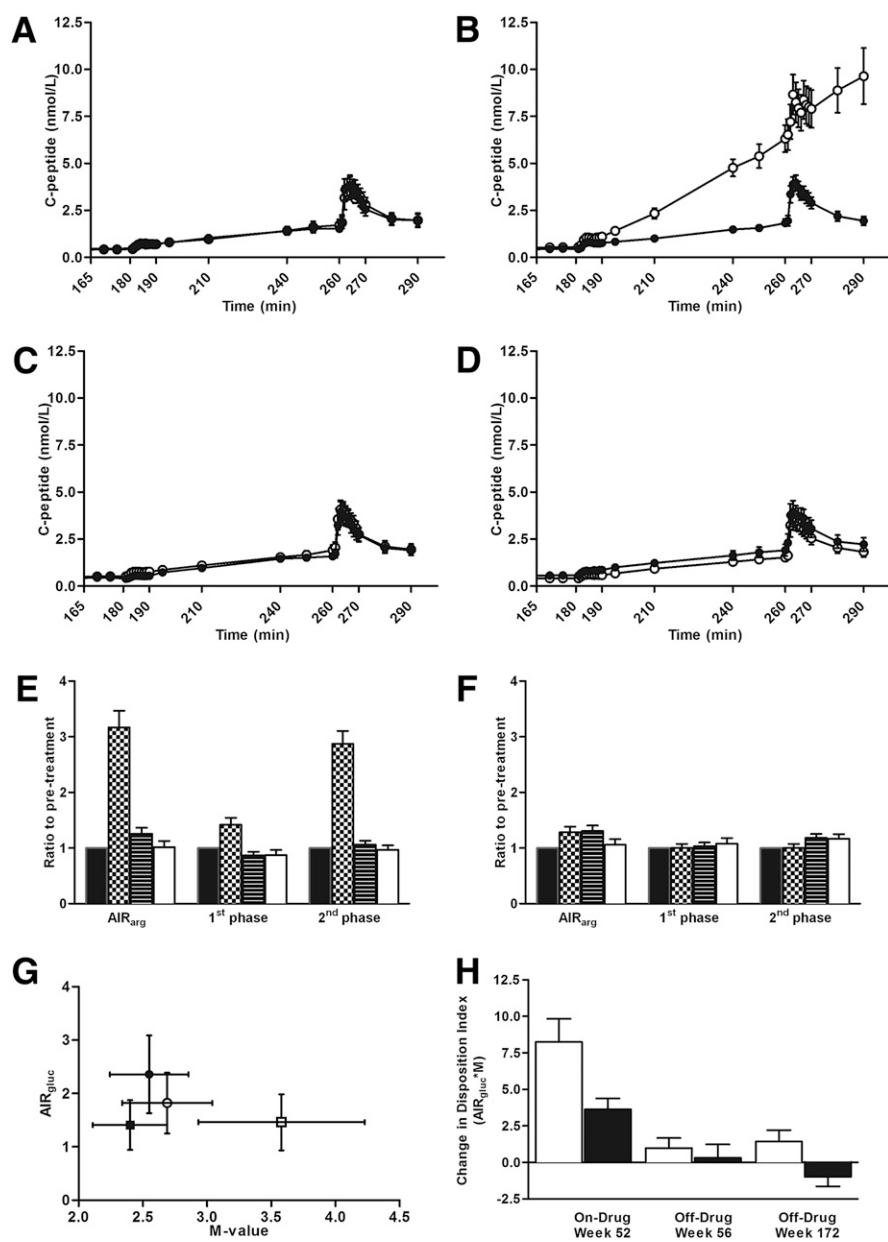 A
12.5
10.0
7.5
5.0
2.5
0.0
C-peptide (nmol/L)
165
180
190
210
240
260
270
290
Time (min)
B
12.5
10.0
7.5
5.0
2.5
0.0
C-peptide (nmol/L)
165
180
190
210
240
260
270
290
Time (min)
C
12.5
10.0
7.5
5.0
2.5
0.0
C-peptide (nmol/L)
165
180
190
210
240
260
270
290
Time (min)
D
12.5
10.0
7.5
5.0
2.5
0.0
C-peptide (nmol/L)
165
180
190
210
240
260
270
290
Time (min)
E
4
3
2
1
0
Ratio to pre-treatment
AIRarg
1st phase
2nd phase
F
4
3
2
1
0
Ratio to pre-treatment
AIRarg
1st phase
2nd phase
G
4
3
2
1
0
AIRgluc
2.0
2.5
3.0
3.5
4.0
4.5
M-value
H
12.5
10.0
7.5
5.0
2.5
0.0
-2.5
Change in Disposition Index
(AIRgluc*M)
On-Drug
Week 52
Off-Drug
Week 56
Off-Drug
Week 172